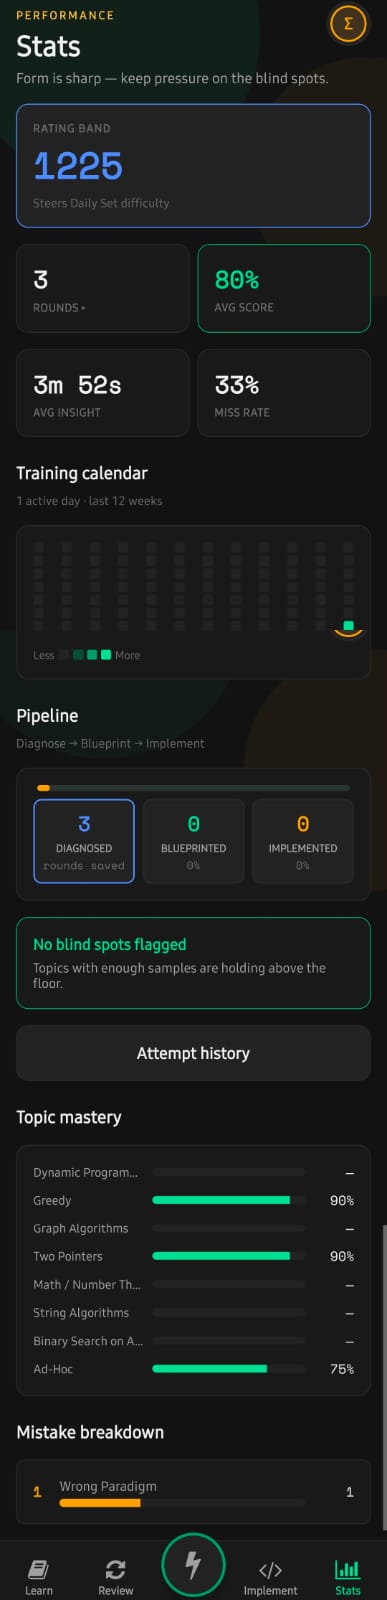 PERFORMANCE
Σ
Stats
Form is sharp — keep pressure on the blind spots.
RATING BAND
1225
Steers Daily Set difficulty
3
ROUNDS ▸
80%
AVG SCORE
3m 52s
AVG INSIGHT
33%
MISS RATE
Training calendar
1 active day · last 12 weeks
Less More
Pipeline
Diagnose → Blueprint → Implement
3
DIAGNOSED
rounds saved
0
BLUEPRINTED
0%
0
IMPLEMENTED
0%
No blind spots flagged
Topics with enough samples are holding above the
floor.
Attempt history
Topic mastery
Dynamic Program... —
Greedy 90%
Graph Algorithms —
Two Pointers 90%
Math / Number Th... —
String Algorithms —
Binary Search on A... —
Ad-Hoc 75%
Mistake breakdown
1 Wrong Paradigm 1
Learn Review Implement Stats